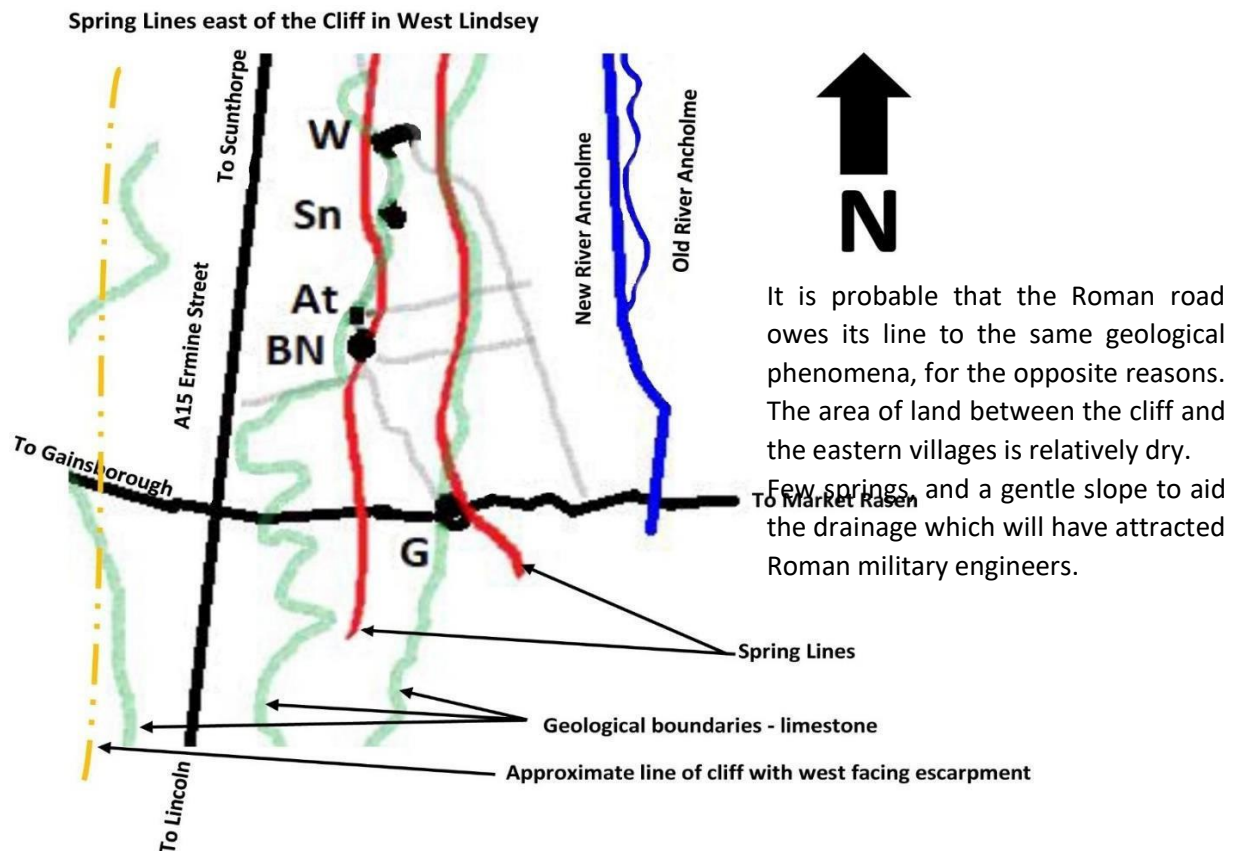 Spring Lines east of the Cliff in West Lindsey
To Scunthorpe
W
Sn
At
BN
A15 Ermine Street
New River Ancholme
Old River Ancholme
N
To Gainsborough
To Market Rasen
G
It is probable that the Roman road
owes its line to the same geological
phenomena, for the opposite reasons.
The area of land between the cliff and
the eastern villages is relatively dry.
Few springs, and a gentle slope to aid
the drainage which will have attracted
Roman military engineers.
Spring Lines
Geological boundaries - limestone
Approximate line of cliff with west facing escarpment
To Lincoln